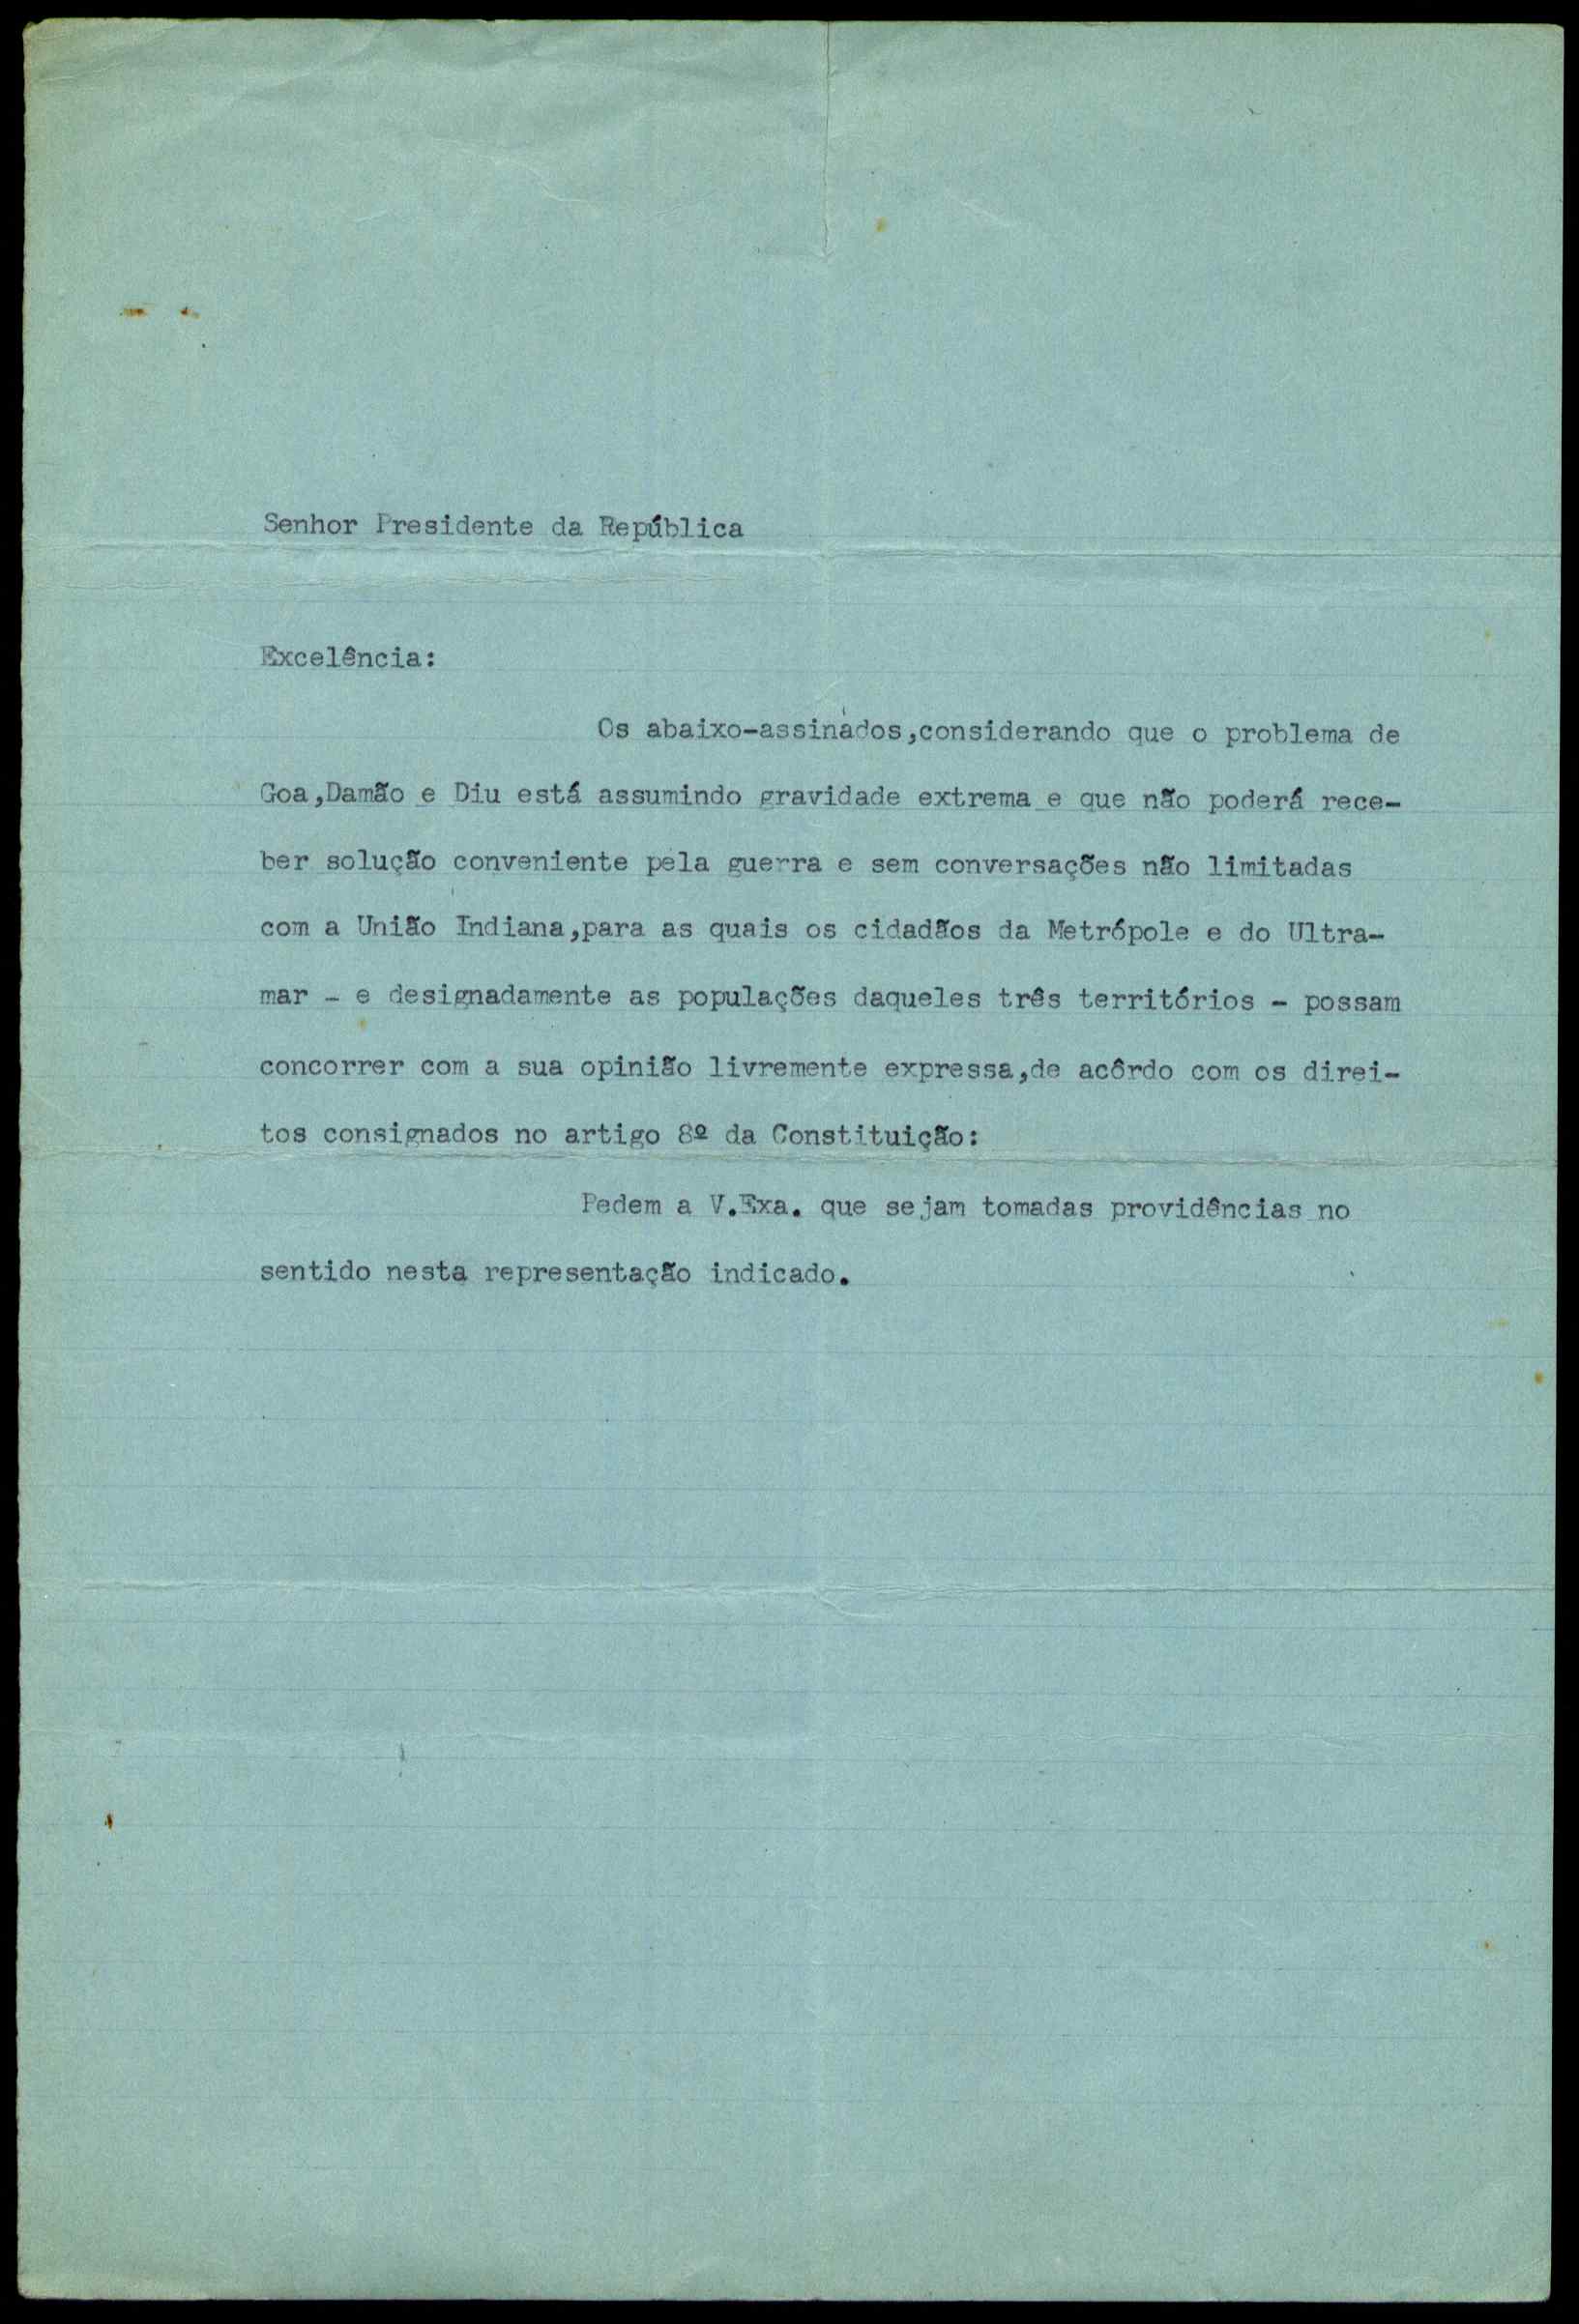 Senhor Presidente da República
Excelência:
Os abaixo-assinados,considerando que o problema de
Goa,Damão e Diu está assumindo gravidade extrema e que não poderá rece-
ber solução conveniente pela guerra e sem conversações não limitadas
com a União Indiana,para as quais os cidadãos da Metrópole e do Ultra-
mar - e designadamente as populações daqueles três territórios - possam
concorrer com a sua opinião livremente expressa,de acôrdo com os direi-
tos consignados no artigo 8º da Constituição:
Pedem a V.Exa. que sejam tomadas providências no
sentido nesta representação indicado.